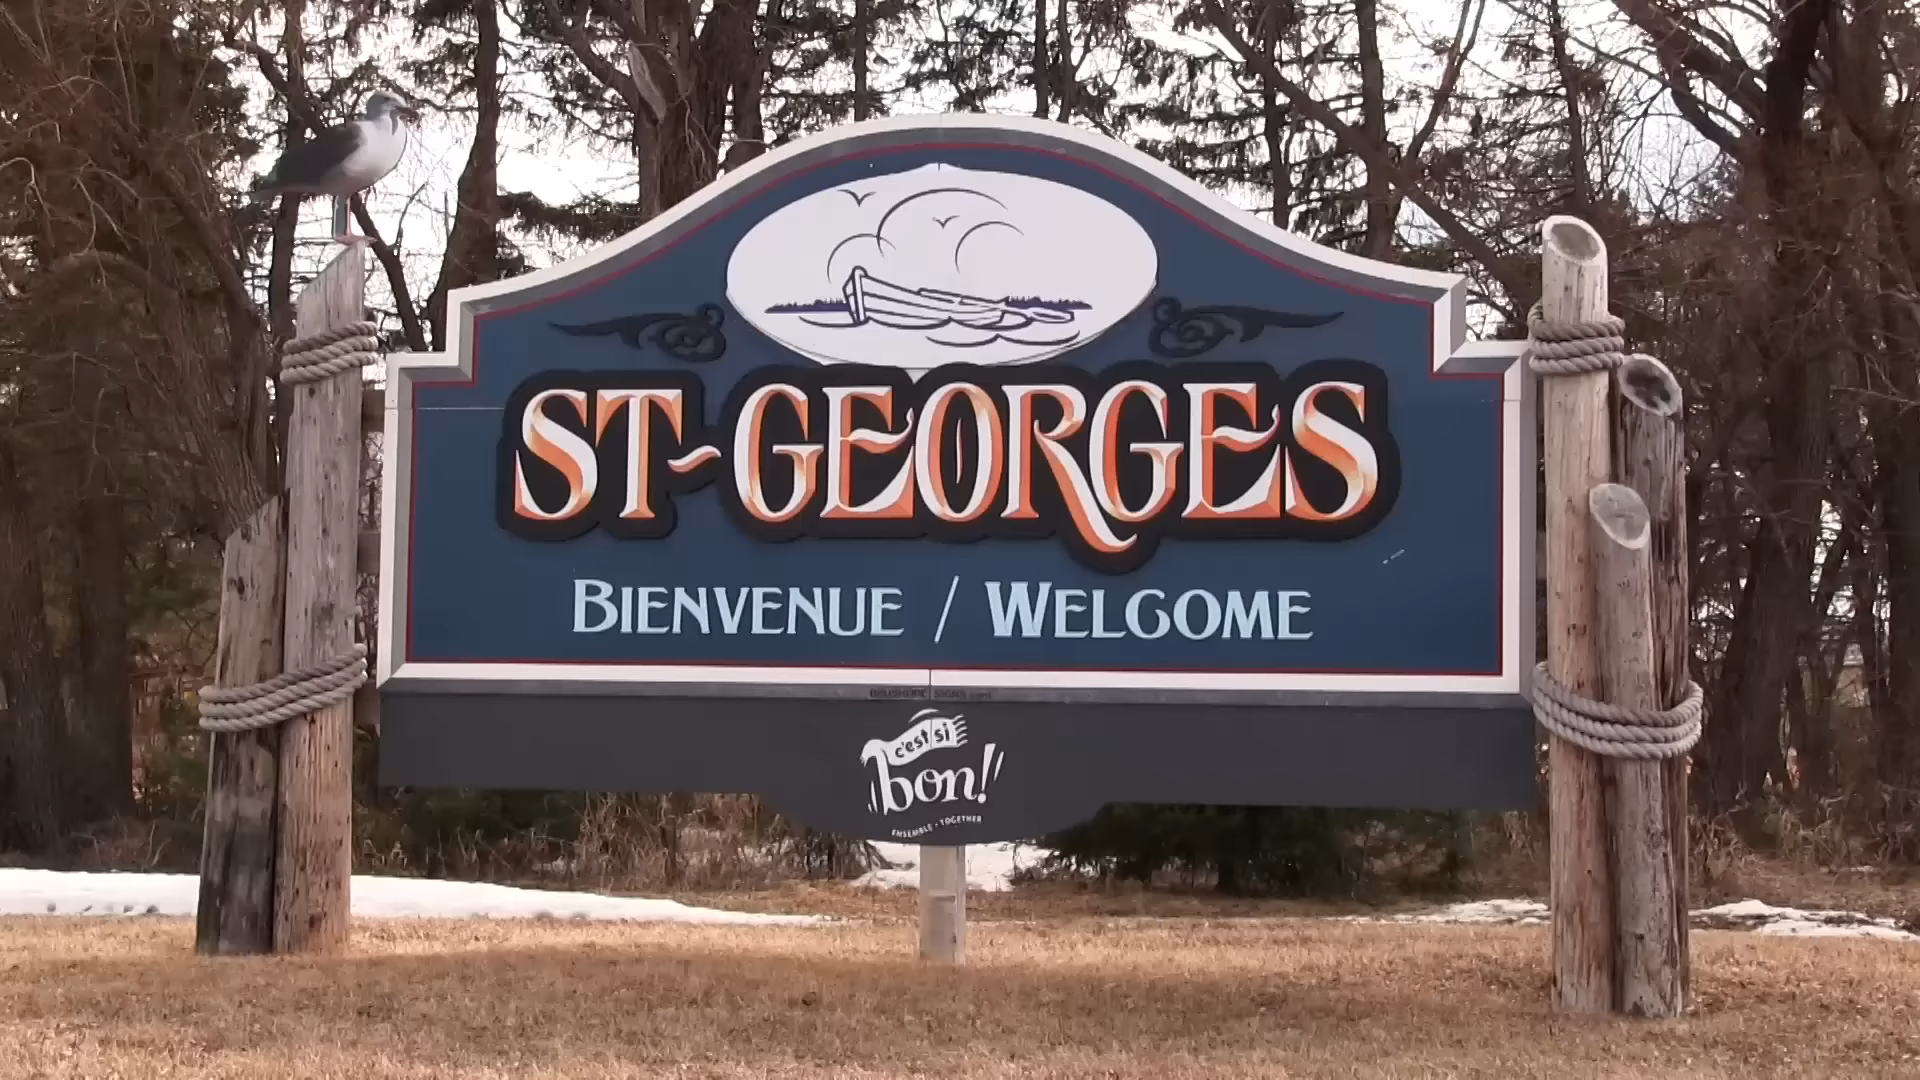 ST-GEORGES
BIENVENUE / WELCOME
c'est si
bon!
ENSEMBLE • TOGETHER